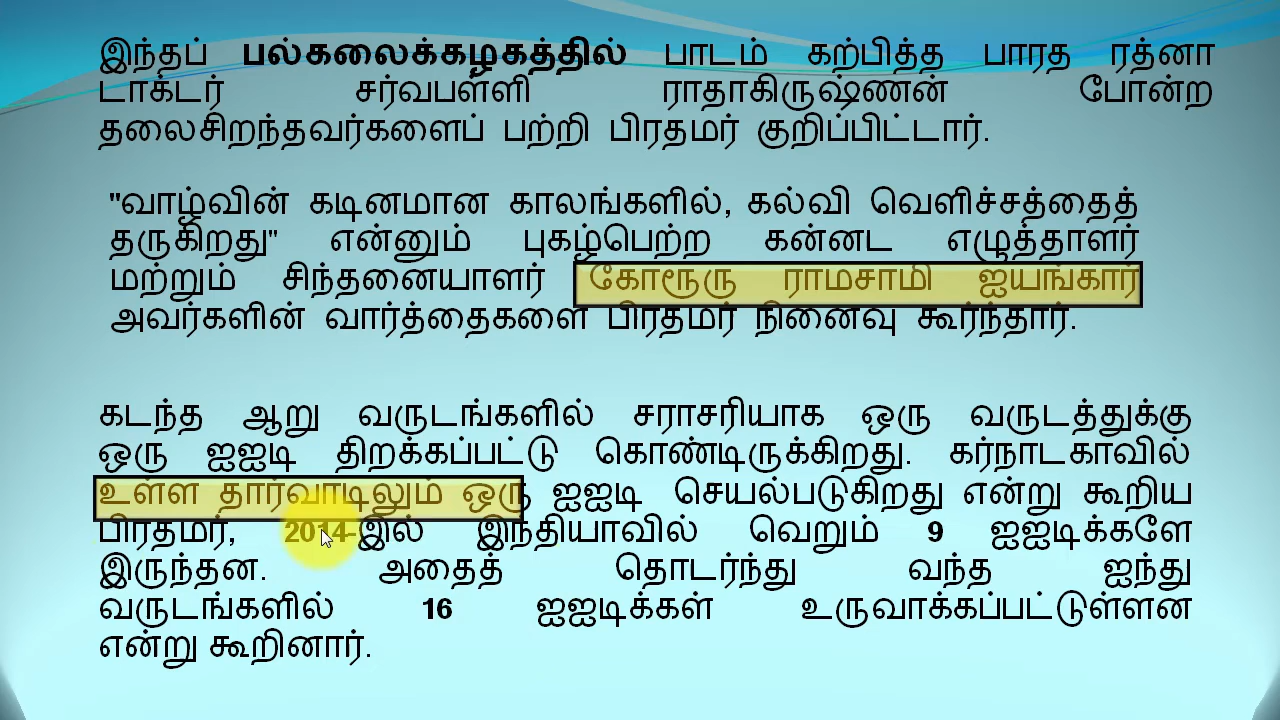 இந்தப் பல்கலைக்கழகத்தில் பாடம் கற்பித்த பாரத ரத்னா
டாக்டர் சர்வபள்ளி ராதாகிருஷ்ணன் போன்ற
தலைசிறந்தவர்களைப் பற்றி பிரதமர் குறிப்பிட்டார்.
"வாழ்வின் கடினமான காலங்களில், கல்வி வெளிச்சத்தைத்
தருகிறது" என்னும் புகழ்பெற்ற கன்னட எழுத்தாளர்
மற்றும் சிந்தனையாளர் கோரூரு ராமசாமி ஐயங்கார்
அவர்களின் வார்த்தைகளை பிரதமர் நினைவு கூர்ந்தார்.
கடந்த ஆறு வருடங்களில் சராசரியாக ஒரு வருடத்துக்கு
ஒரு ஐஐடி திறக்கப்பட்டு கொண்டிருக்கிறது. கர்நாடகாவில்
உள்ள தார்வாடிலும் ஒரு ஐஐடி செயல்படுகிறது என்று கூறிய
பிரதமர், 2014-இல் இந்தியாவில் வெறும் 9 ஐஐடிக்களே
இருந்தன. அதைத் தொடர்ந்து வந்த ஐந்து
வருடங்களில் 16 ஐஐடிக்கள் உருவாக்கப்பட்டுள்ளன
என்று கூறினார்.